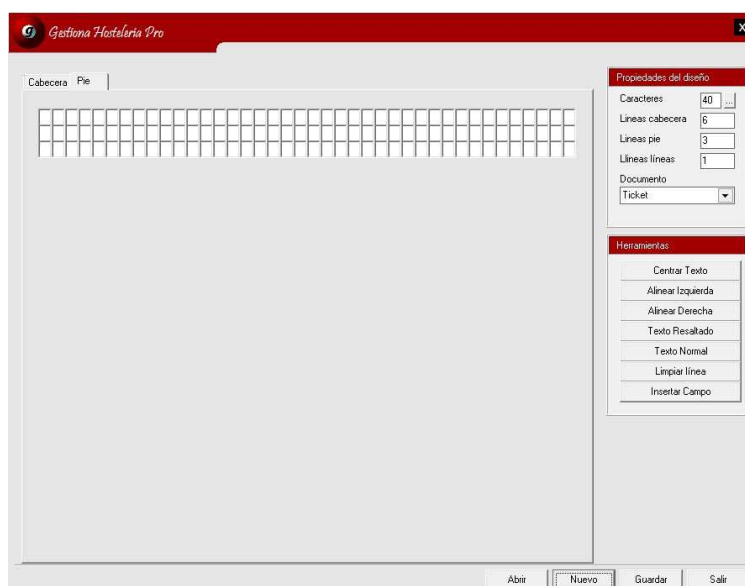 Gestiona Hosteleria Pro
X
Cabecera Pie
Propiedades del diseño
Caracteres 40 ...
Lineas cabecera 6
Lineas pie 3
Llineas líneas 1
Documento
Ticket
Herramientas
Centrar Texto
Alinear Izquierda
Alinear Derecha
Texto Resaltado
Texto Normal
Limpiar línea
Insertar Campo
Abrir Nuevo Guardar Salir